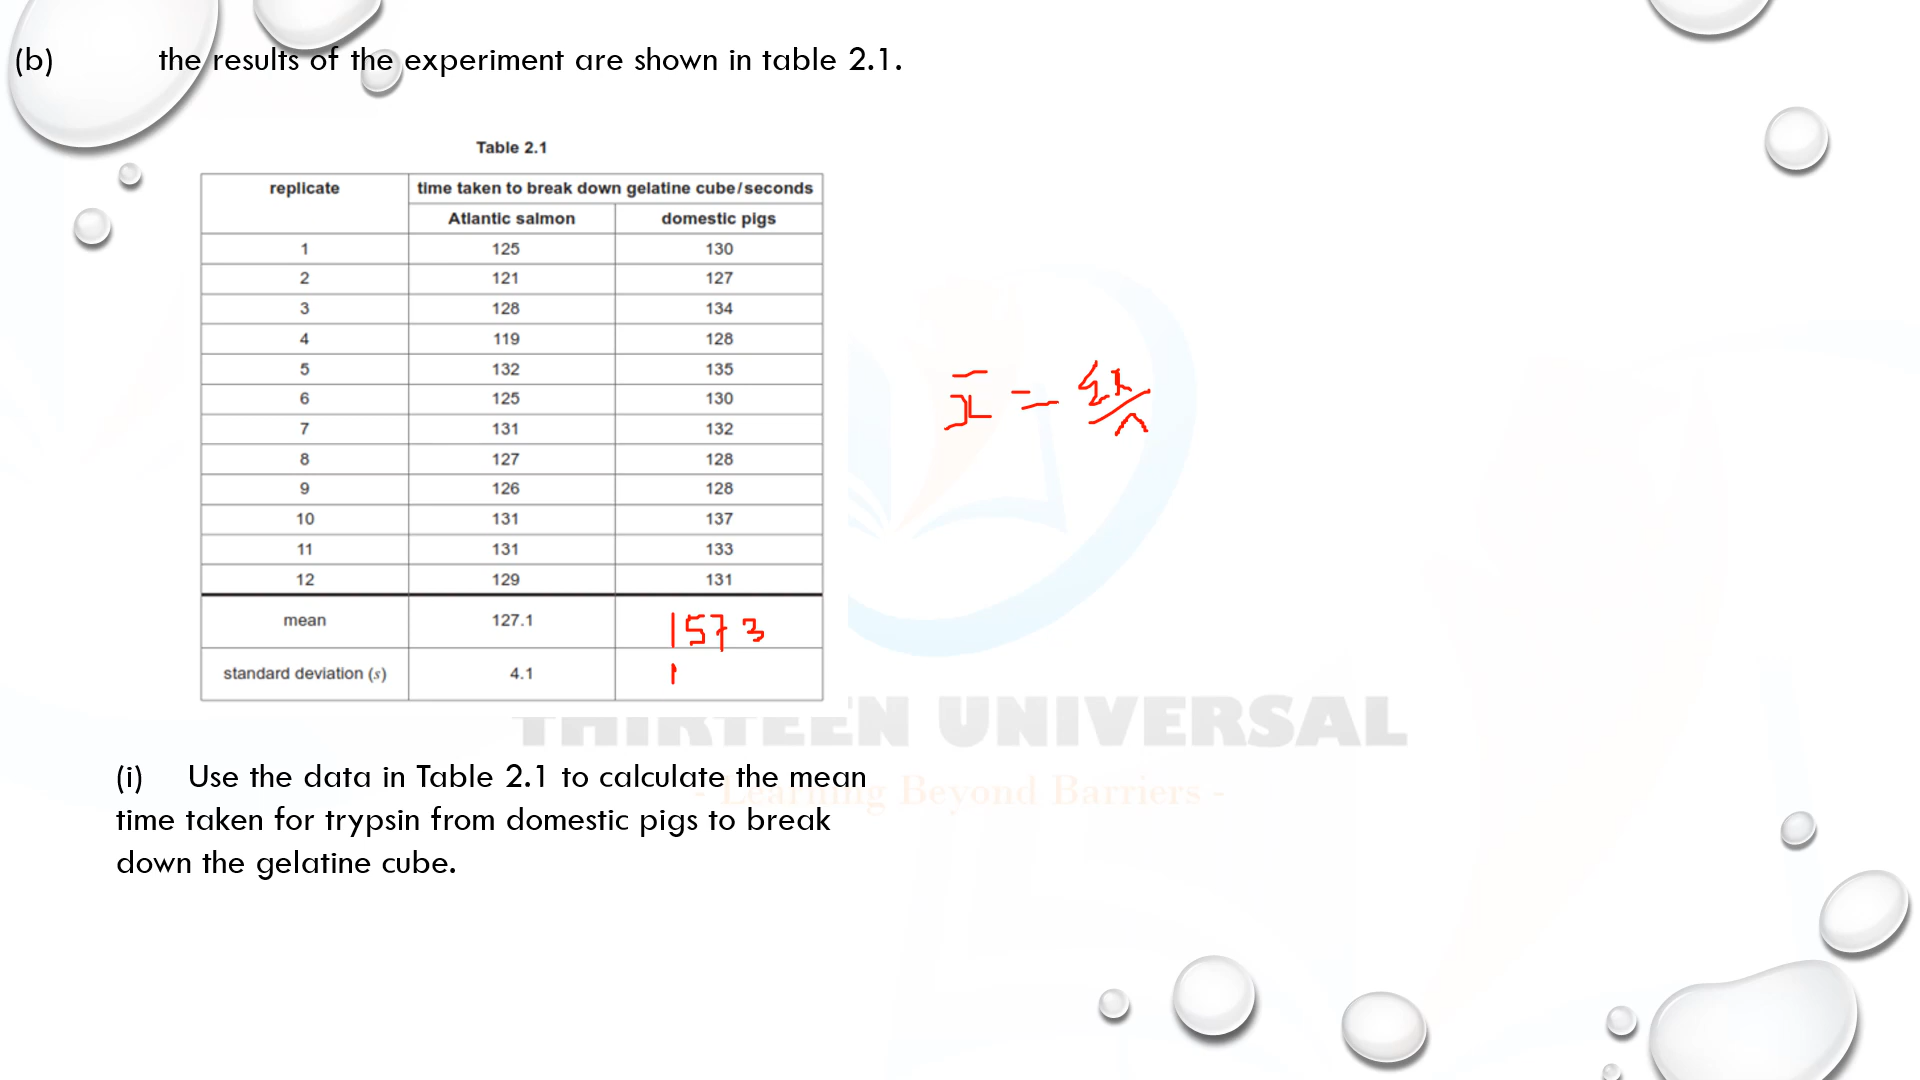 (b) the results of the experiment are shown in table 2.1.
Table 2.1
replicate time taken to break down gelatine cube/seconds
Atlantic salmon domestic pigs
1 125 130
2 121 127
3 128 134
4 119 128
5 132 135
6 125 130
7 131 132
8 127 128
9 126 128
10 131 137
11 131 133
12 129 131
mean 127.1 1573
standard deviation (s) 4.1 1
x̄ = Σx/n
THIRTEEN UNIVERSAL
- Learning Beyond Barriers -
(i) Use the data in Table 2.1 to calculate the mean
time taken for trypsin from domestic pigs to break
down the gelatine cube.